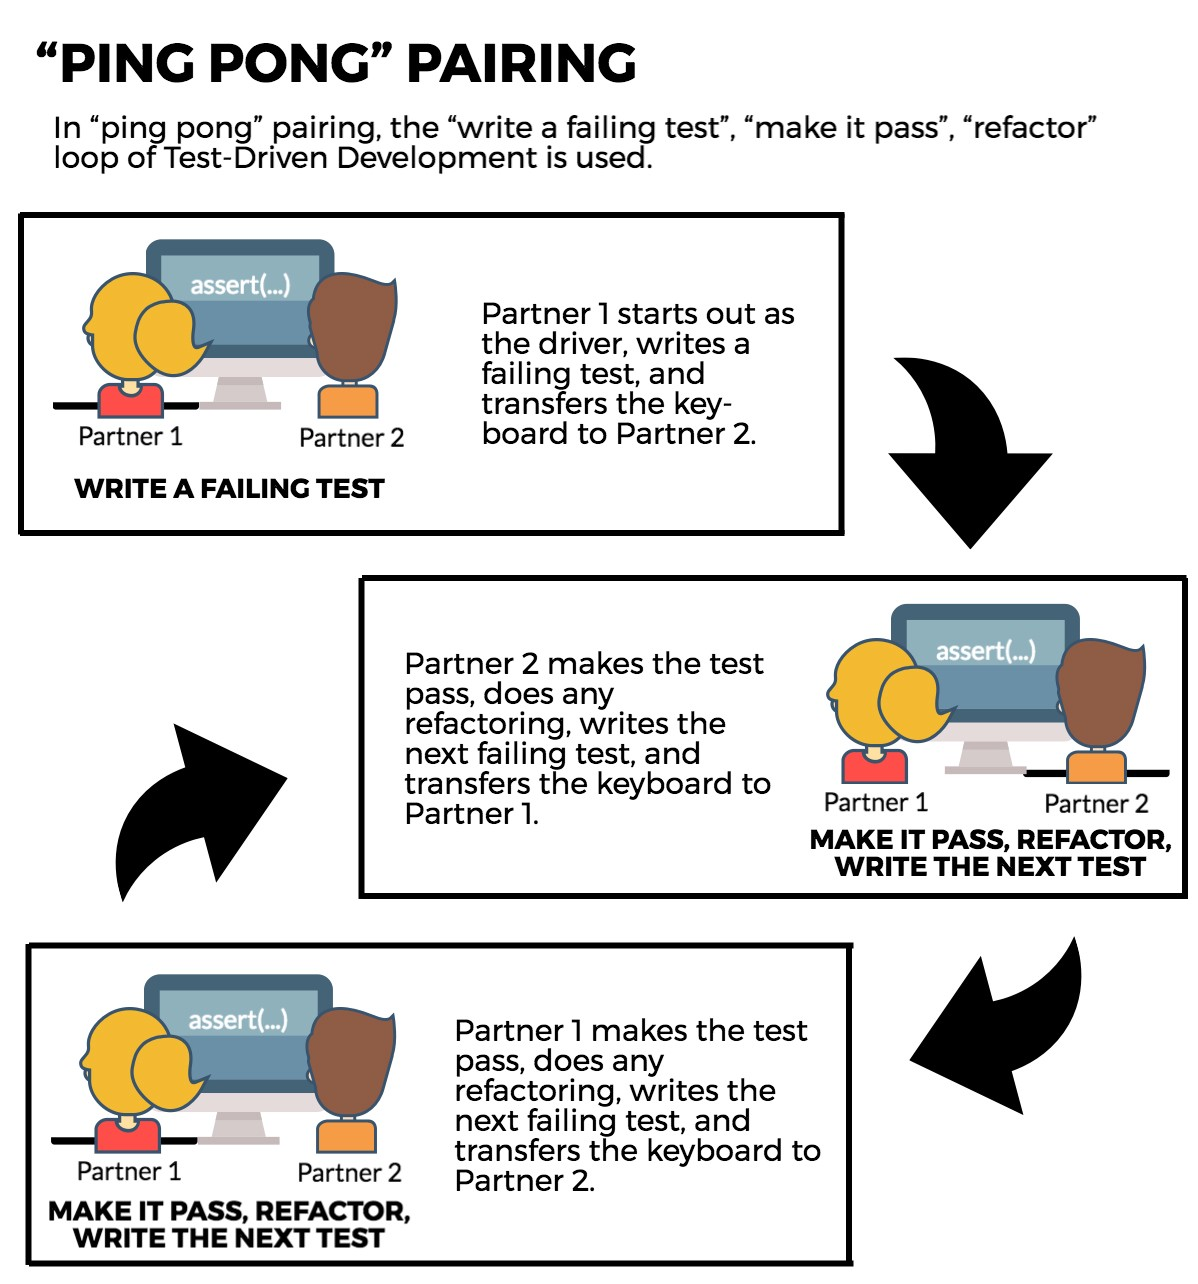 “PING PONG” PAIRING
In “ping pong” pairing, the “write a failing test”, “make it pass”, “refactor”
loop of Test-Driven Development is used.
assert(...)
Partner 1
Partner 2
WRITE A FAILING TEST
Partner 1 starts out as
the driver, writes a
failing test, and
transfers the key-
board to Partner 2.
Partner 2 makes the test
pass, does any
refactoring, writes the
next failing test, and
transfers the keyboard to
Partner 1.
assert(...)
Partner 1
Partner 2
MAKE IT PASS, REFACTOR,
WRITE THE NEXT TEST
assert(...)
Partner 1
Partner 2
MAKE IT PASS, REFACTOR,
WRITE THE NEXT TEST
Partner 1 makes the test
pass, does any
refactoring, writes the
next failing test, and
transfers the keyboard to
Partner 2.